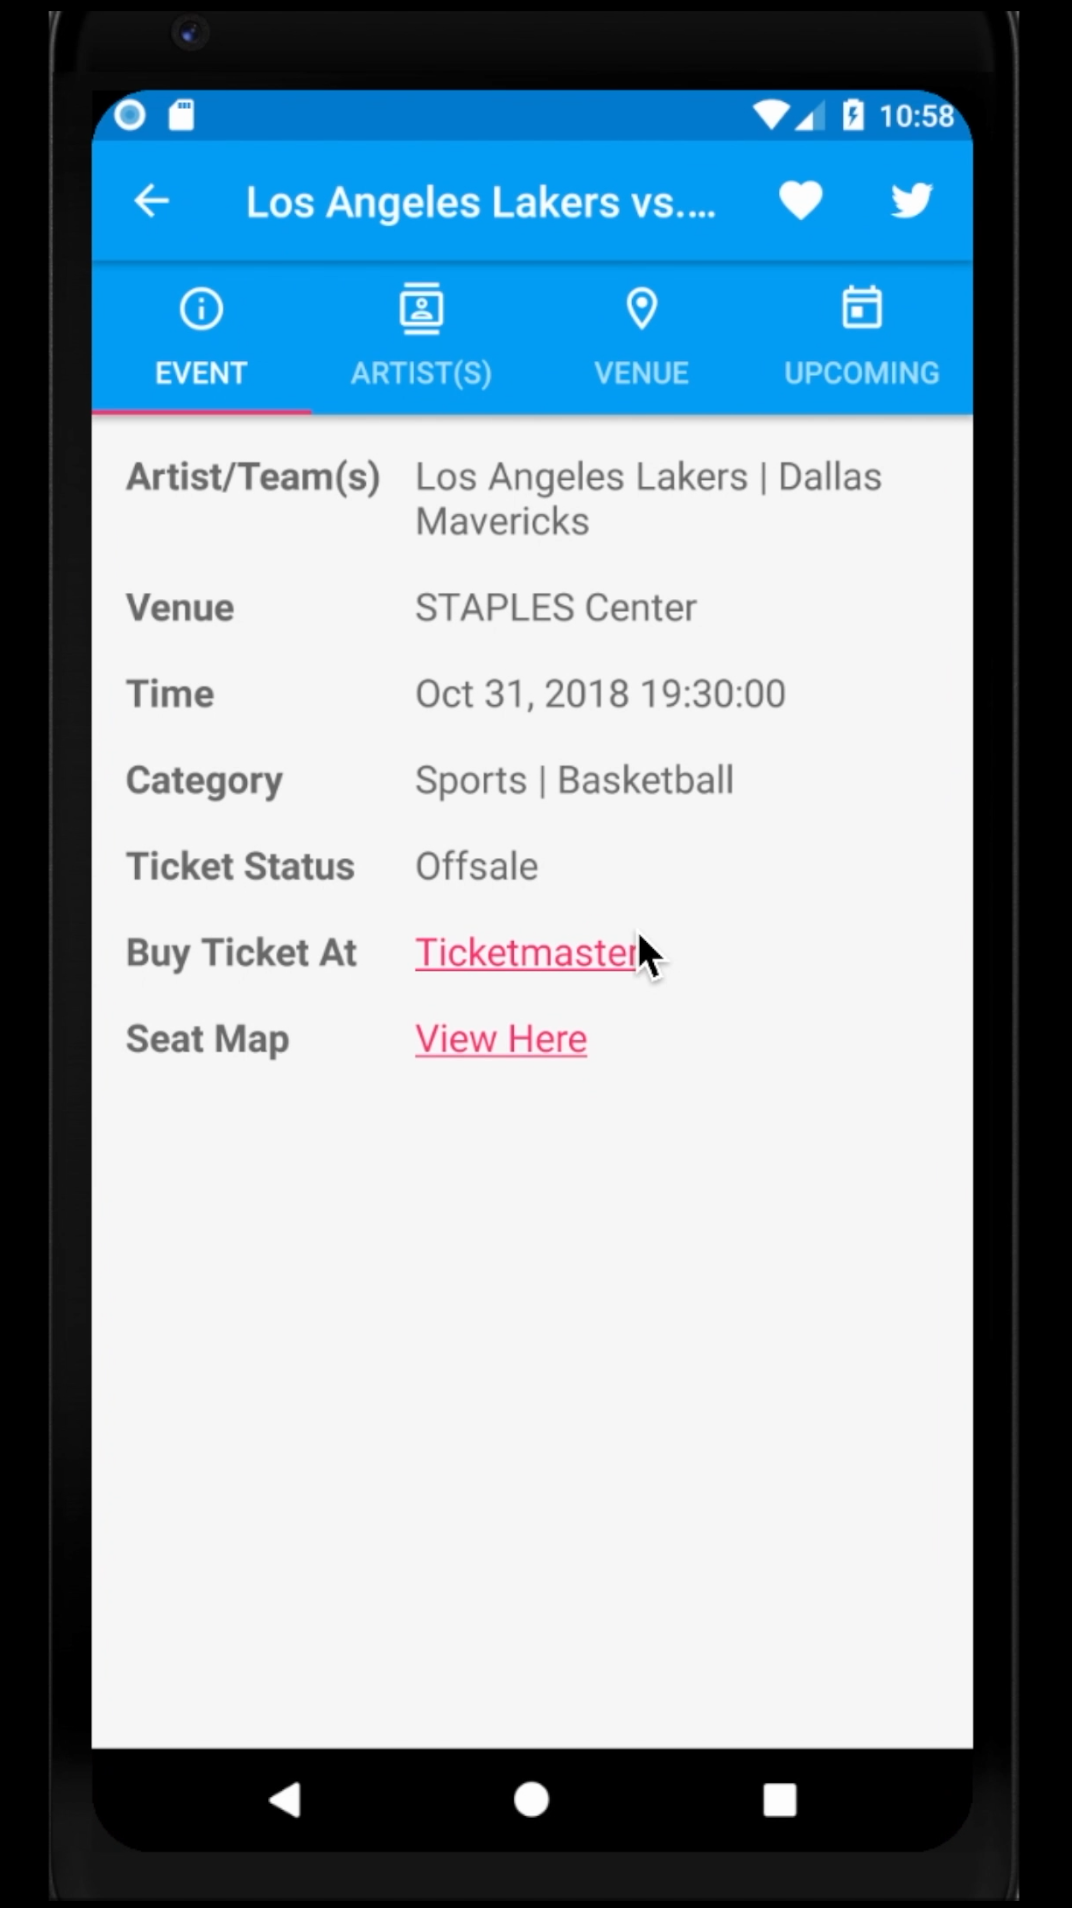 10:58
Los Angeles Lakers vs....
EVENT
ARTIST(S)
VENUE
UPCOMING
Artist/Team(s)
Los Angeles Lakers | Dallas
Mavericks
Venue
STAPLES Center
Time
Oct 31, 2018 19:30:00
Category
Sports | Basketball
Ticket Status
Offsale
Buy Ticket At
Ticketmaster
Seat Map
View Here